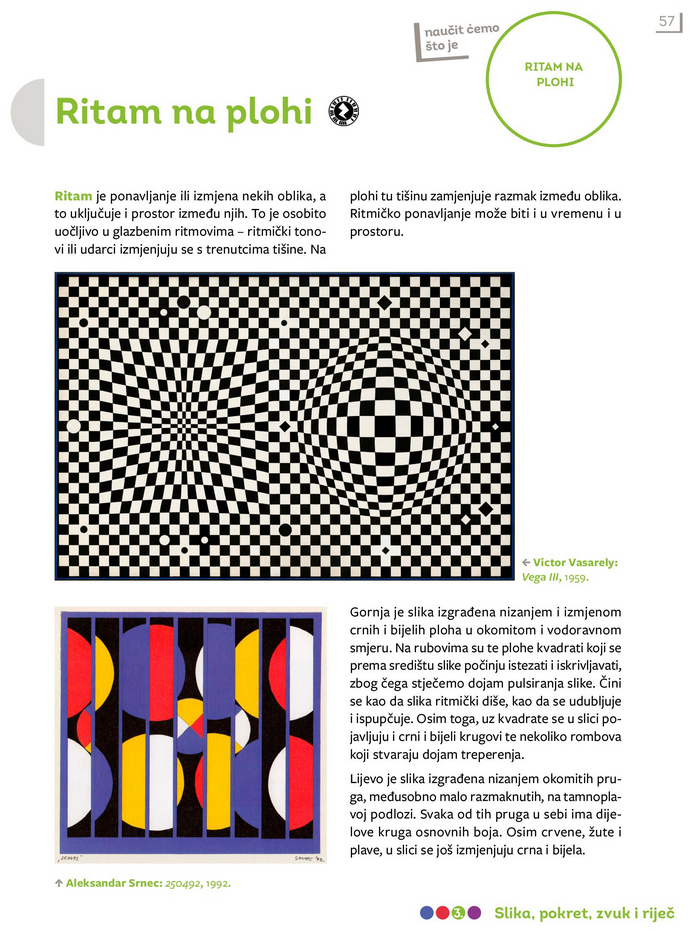 57
naučit ćemo
što je
RITAM NA
PLOHI
Ritam na plohi
Ritam je ponavljanje ili izmjena nekih oblika, a
to uključuje i prostor između njih. To je osobito
uočljivo u glazbenim ritmovima – ritmički tono-
vi ili udarci izmjenjuju se s trenutcima tišine. Na
plohi tu tišinu zamjenjuje razmak između oblika.
Ritmičko ponavljanje može biti i u vremenu i u
prostoru.
← Victor Vasarely:
Vega III, 1959.
Gornja je slika izgrađena nizanjem i izmjenom
crnih i bijelih ploha u okomitom i vodoravnom
smjeru. Na rubovima su te plohe kvadrati koji se
prema središtu slike počinju istezati i iskrivljavati,
zbog čega stječemo dojam pulsiranja slike. Čini
se kao da slika ritmički diše, kao da se udubljuje
i ispupčuje. Osim toga, uz kvadrate se u slici po-
javljuju i crni i bijeli krugovi te nekoliko rombova
koji stvaraju dojam treperenja.
Lijevo je slika izgrađena nizanjem okomitih pru-
ga, međusobno malo razmaknutih, na tamnopla-
voj podlozi. Svaka od tih pruga u sebi ima dije-
love kruga osnovnih boja. Osim crvene, žute i
plave, u slici se još izmjenjuju crna i bijela.
"250492"
↑ Aleksandar Srnec: 250492, 1992.
3. Slika, pokret, zvuk i riječ